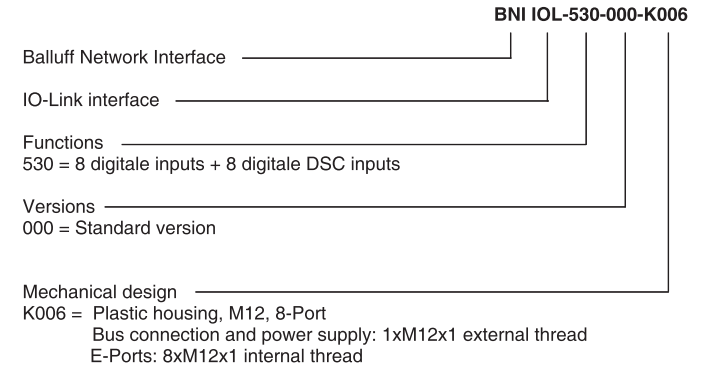 BNI IOL-530-000-K006
Balluff Network Interface
IO-Link interface
Functions
530 = 8 digitale inputs + 8 digitale DSC inputs
Versions
000 = Standard version
Mechanical design
K006 = Plastic housing, M12, 8-Port
Bus connection and power supply: 1xM12x1 external thread
E-Ports: 8xM12x1 internal thread